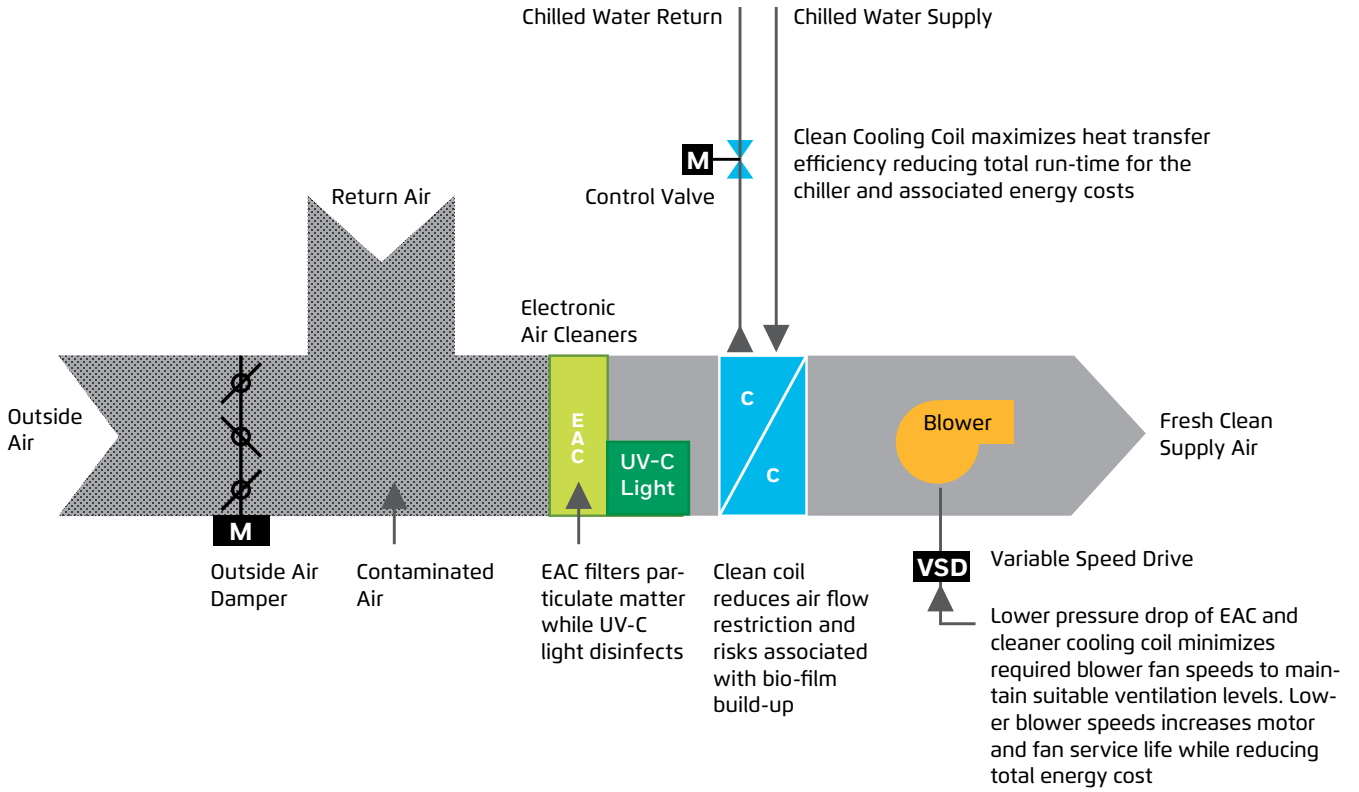 Chilled Water Return
Chilled Water Supply
Clean Cooling Coil maximizes heat transfer
efficiency reducing total run-time for the
chiller and associated energy costs
M
Control Valve
Return Air
Electronic
Air Cleaners
Outside
Air
E
A
C
UV-C
Light
C
C
Blower
Fresh Clean
Supply Air
M
Outside Air
Damper
Contaminated
Air
EAC filters par-
ticulate matter
while UV-C
light disinfects
Clean coil
reduces air flow
restriction and
risks associated
with bio-film
build-up
VSD
Variable Speed Drive
Lower pressure drop of EAC and
cleaner cooling coil minimizes
required blower fan speeds to main-
tain suitable ventilation levels. Low-
er blower speeds increases motor
and fan service life while reducing
total energy cost